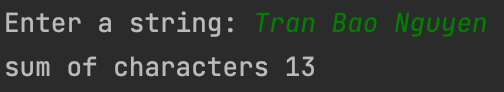 Enter a string: Tran Bao Nguyen
sum of characters 13